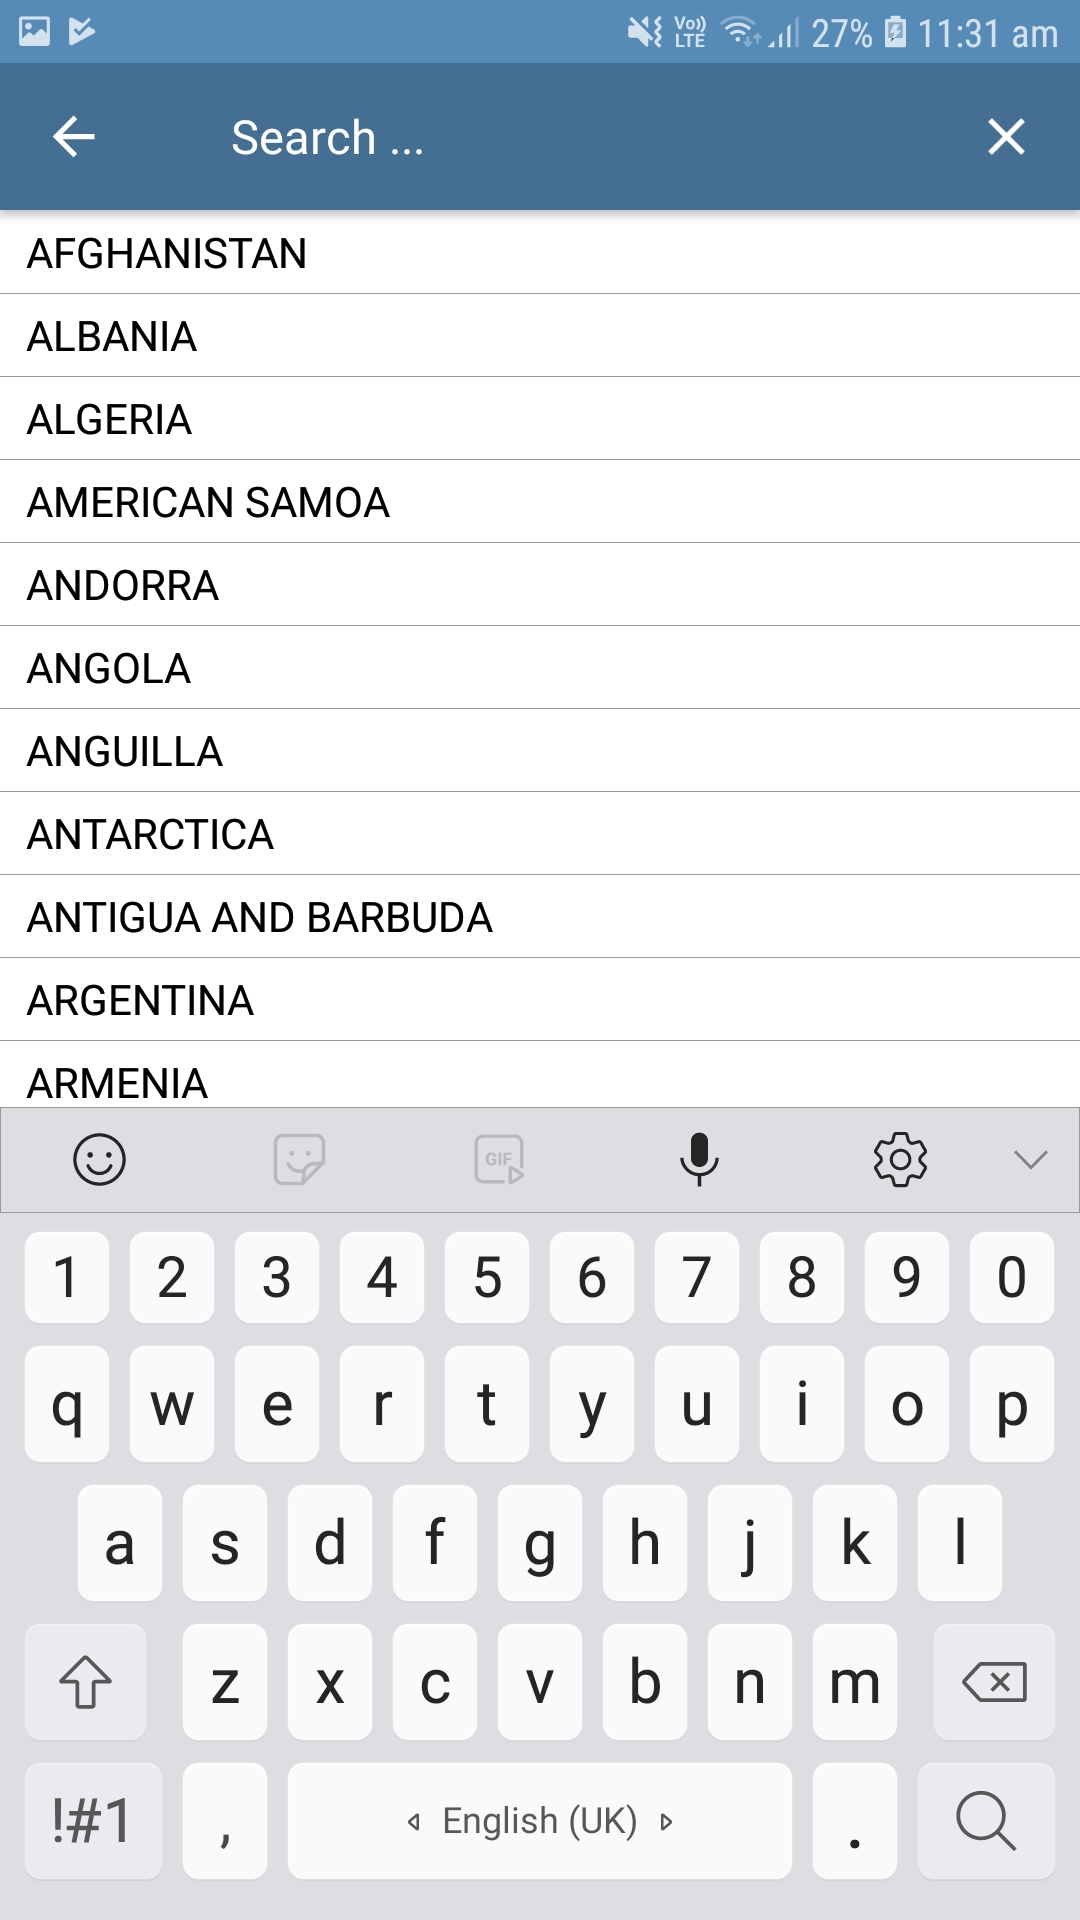 Vo)) LTE 27% 11:31 am
Search ...
AFGHANISTAN
ALBANIA
ALGERIA
AMERICAN SAMOA
ANDORRA
ANGOLA
ANGUILLA
ANTARCTICA
ANTIGUA AND BARBUDA
ARGENTINA
ARMENIA
GIF
1 2 3 4 5 6 7 8 9 0
q w e r t y u i o p
a s d f g h j k l
z x c v b n m
!#1 , English (UK) .